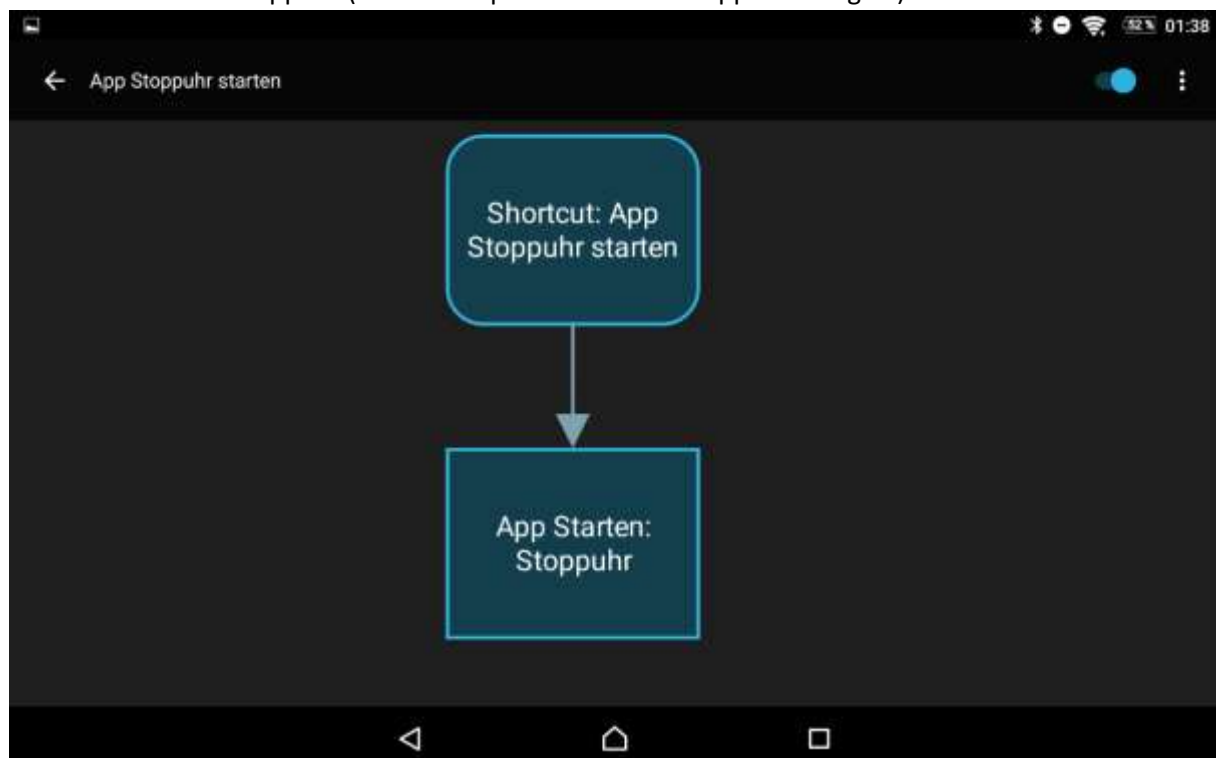 01:38
App Stoppuhr starten
Shortcut: App
Stoppuhr starten
App Starten:
Stoppuhr